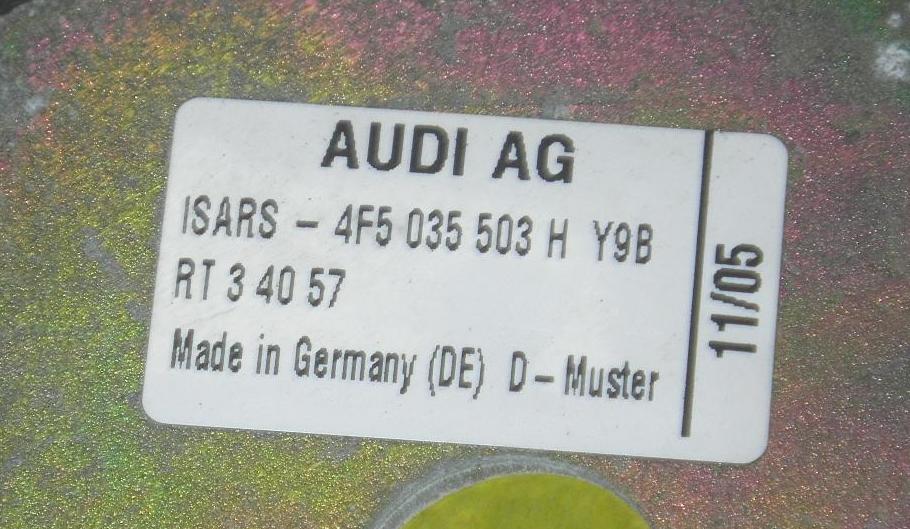 AUDI AG
ISARS - 4F5 035 503 H Y9B
RT 3 40 57
Made in Germany (DE) D - Muster
11/05